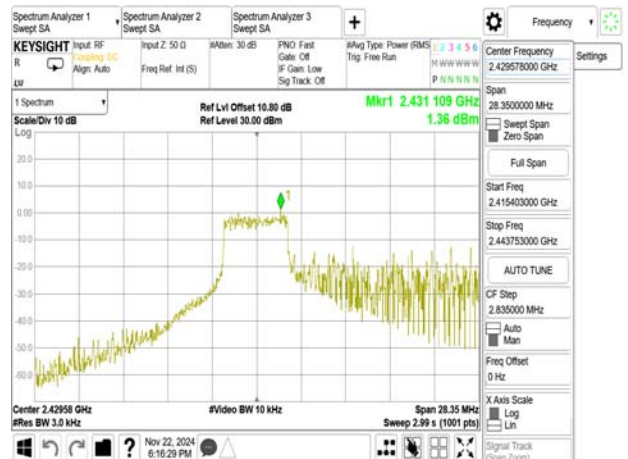 Spectrum Analyzer 1
Swept SA
Spectrum Analyzer 2
Swept SA
Spectrum Analyzer 3
Swept SA
+
Frequency
KEYSIGHT
R
Input: RF
Coupling: DC
Align: Auto
Input Z: 50 Ω
Freq Ref: Int (S)
#Atten: 30 dB
PNO: Fast
Gate: Off
IF Gain: Low
Sig Track: Off
#Avg Type: Power (RMS
Trig: Free Run
1 2 3 4 5 6
M W W W W W
P N N N N N
1 Spectrum
Scale/Div 10 dB
Log
Ref Lvl Offset 10.80 dB
Ref Level 30.00 dBm
Mkr1 2.431 109 GHz
1.36 dBm
1
20.0
10.0
0.00
-10.0
-20.0
-30.0
-40.0
-50.0
-60.0
Center 2.42958 GHz
#Res BW 3.0 kHz
#Video BW 10 kHz
Span 28.35 MHz
Sweep 2.99 s (1001 pts)
Nov 22, 2024
6:16:29 PM
?
Center Frequency
2.429578000 GHz
Settings
Span
28.3500000 MHz
Swept Span
Zero Span
Full Span
Start Freq
2.415403000 GHz
Stop Freq
2.443753000 GHz
AUTO TUNE
CF Step
2.835000 MHz
Auto
Man
Freq Offset
0 Hz
X Axis Scale
Log
Lin
Signal Track
(Span Zoom)